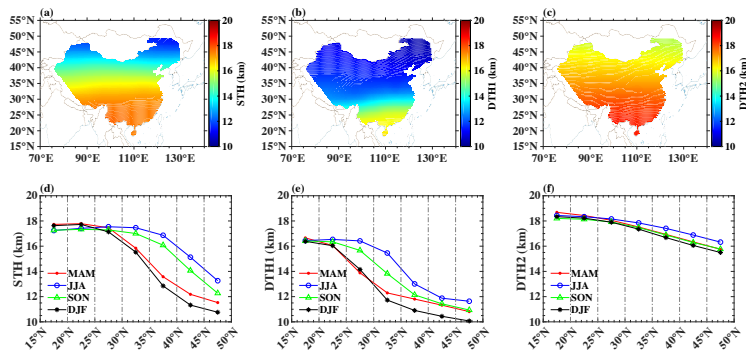 (a)
55°N
50°N
45°N
40°N
35°N
30°N
25°N
20°N
15°N
70°E
90°E
110°E
130°E
20
18
16
14
12
10
STH (km)
(b)
55°N
50°N
45°N
40°N
35°N
30°N
25°N
20°N
15°N
70°E
90°E
110°E
130°E
20
18
16
14
12
10
DTH1 (km)
(c)
55°N
50°N
45°N
40°N
35°N
30°N
25°N
20°N
15°N
70°E
90°E
110°E
130°E
20
18
16
14
12
10
DTH2 (km)
(d)
STH (km)
20
18
16
14
12
10
MAM
JJA
SON
DJF
15°N
20°N
25°N
30°N
35°N
40°N
45°N
50°N
(e)
DTH1 (km)
20
18
16
14
12
10
MAM
JJA
SON
DJF
15°N
20°N
25°N
30°N
35°N
40°N
45°N
50°N
(f)
DTH2 (km)
20
18
16
14
12
10
MAM
JJA
SON
DJF
15°N
20°N
25°N
30°N
35°N
40°N
45°N
50°N